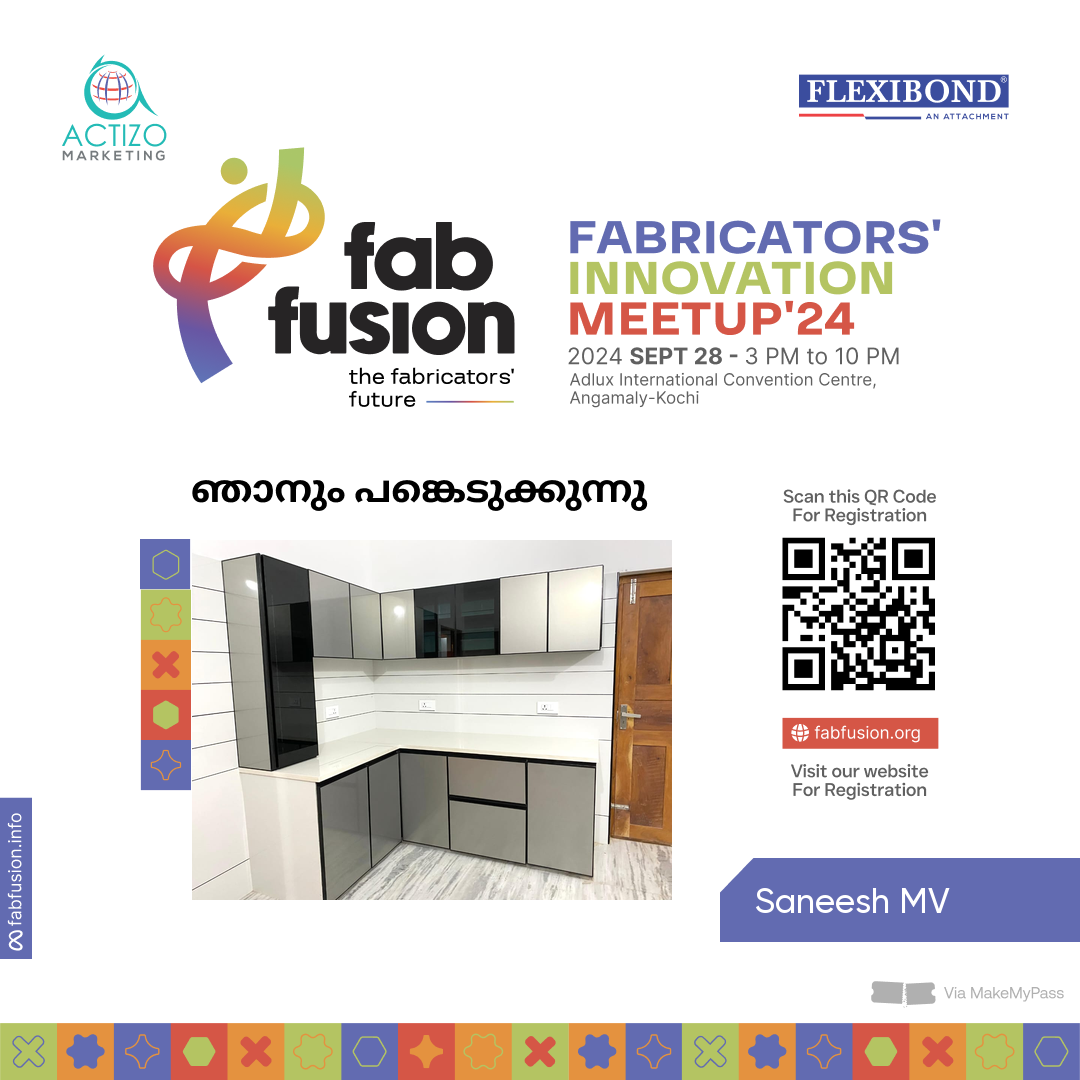 ACTIZO
MARKETING
FLEXIBOND®
AN ATTACHMENT
fab
fusion
the fabricators'
future
FABRICATORS'
INNOVATION
MEETUP'24
2024 SEPT 28 - 3 PM to 10 PM
Adlux International Convention Centre,
Angamaly-Kochi
ഞാനും പങ്കെടുക്കുന്നു
Scan this QR Code
For Registration
fabfusion.org
Visit our website
For Registration
fabfusion.info
Saneesh MV
Via MakeMyPass